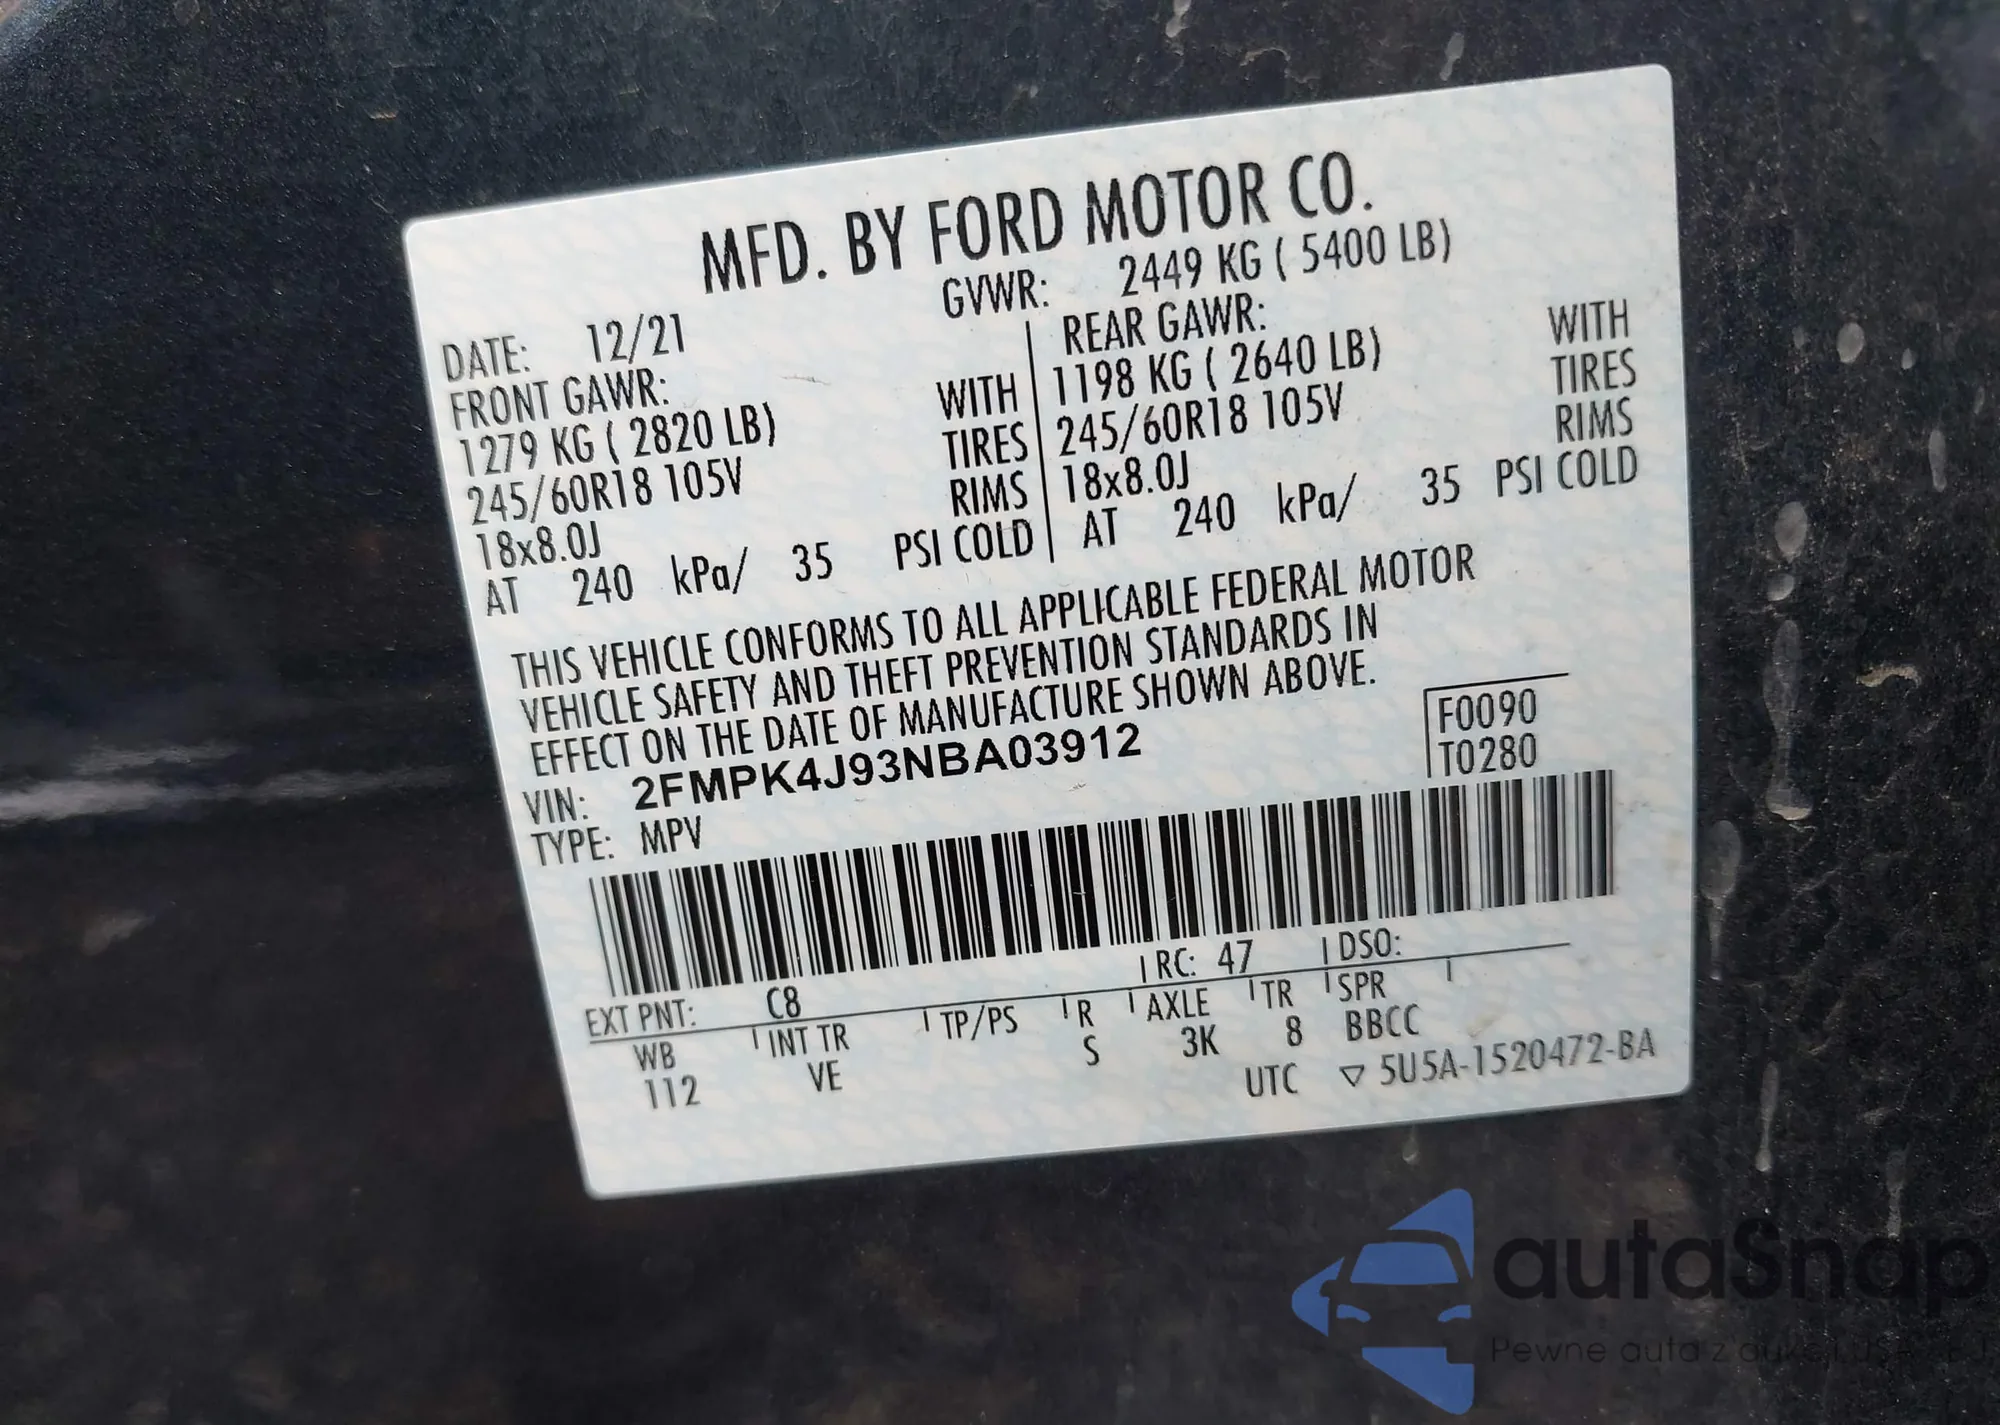 MFD. BY FORD MOTOR CO.
DATE: 12/21 GVWR: 2449 KG ( 5400 LB)
FRONT GAWR: REAR GAWR:
1279 KG ( 2820 LB) WITH 1198 KG ( 2640 LB) WITH
245/60R18 105V TIRES 245/60R18 105V TIRES
18x8.0J RIMS 18x8.0J RIMS
AT 240 kPa/ 35 PSI COLD AT 240 kPa/ 35 PSI COLD
THIS VEHICLE CONFORMS TO ALL APPLICABLE FEDERAL MOTOR
VEHICLE SAFETY AND THEFT PREVENTION STANDARDS IN
EFFECT ON THE DATE OF MANUFACTURE SHOWN ABOVE.
VIN: 2FMPK4J93NBA03912 F0090
TYPE: MPV T0280
EXT PNT: C8 RC: 47 DSO:
WB INT TR TP/PS R AXLE TR SPR
112 VE S 3K 8 BBCC
UTC ▽ 5U5A-1520472-BA
autaSnap
Pewne auta z